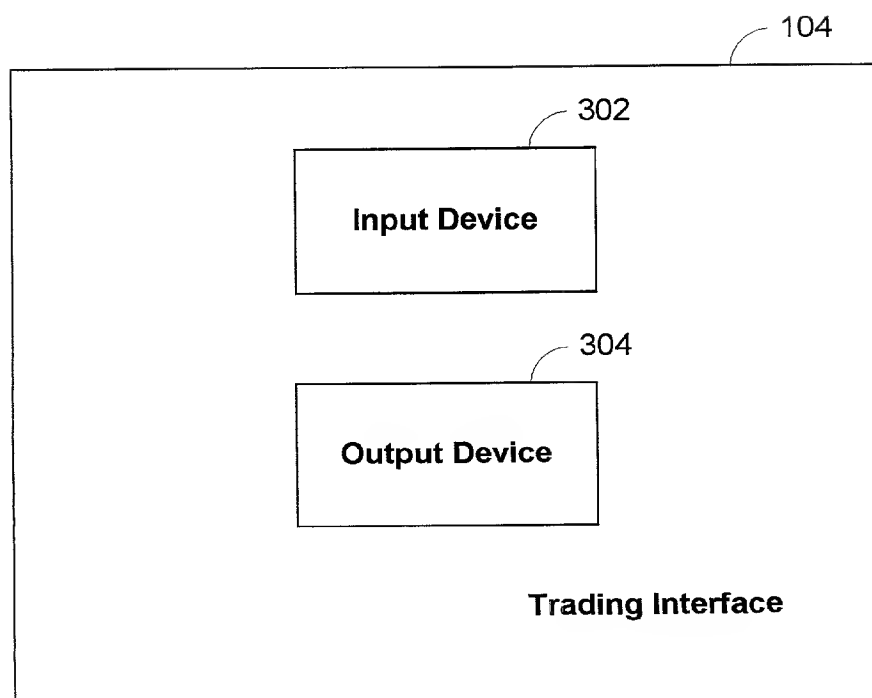 104
302
Input Device
304
Output Device
Trading Interface